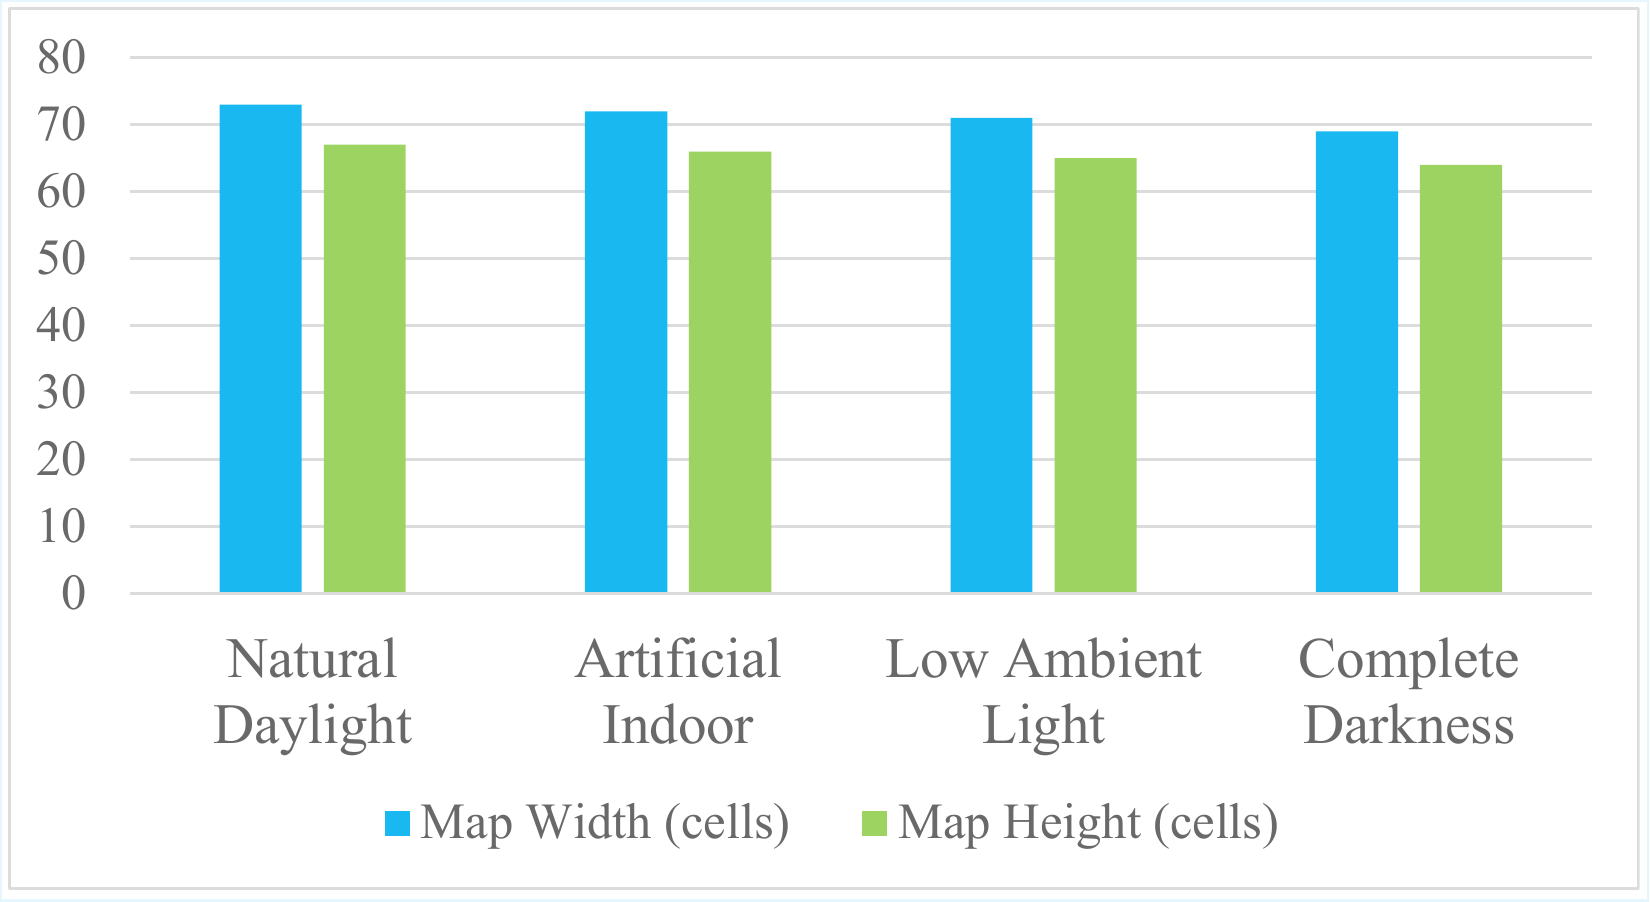 80
70
60
50
40
30
20
10
0
Natural
Daylight
Artificial
Indoor
Low Ambient
Light
Complete
Darkness
Map Width (cells)
Map Height (cells)